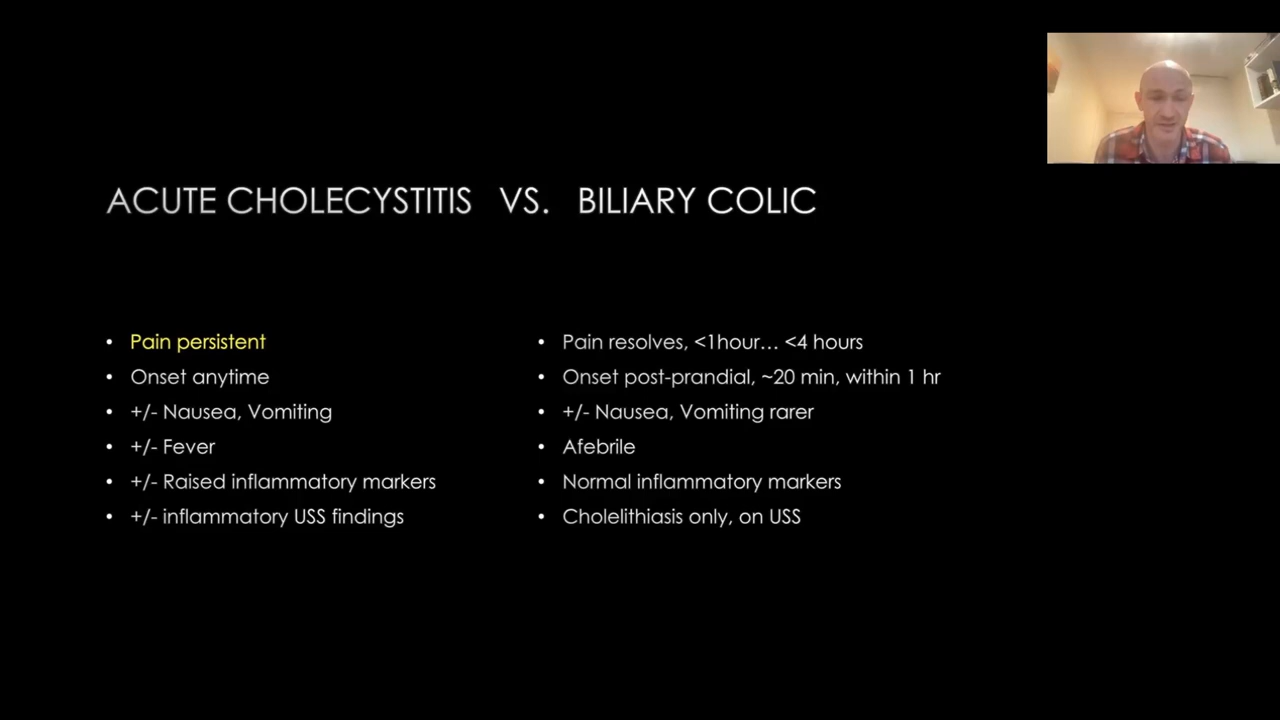 ACUTE CHOLECYSTITIS VS. BILIARY COLIC
• Pain persistent
• Onset anytime
• +/- Nausea, Vomiting
• +/- Fever
• +/- Raised inflammatory markers
• +/- inflammatory USS findings
• Pain resolves, <1hour... <4 hours
• Onset post-prandial, ~20 min, within 1 hr
• +/- Nausea, Vomiting rarer
• Afebrile
• Normal inflammatory markers
• Cholelithiasis only, on USS